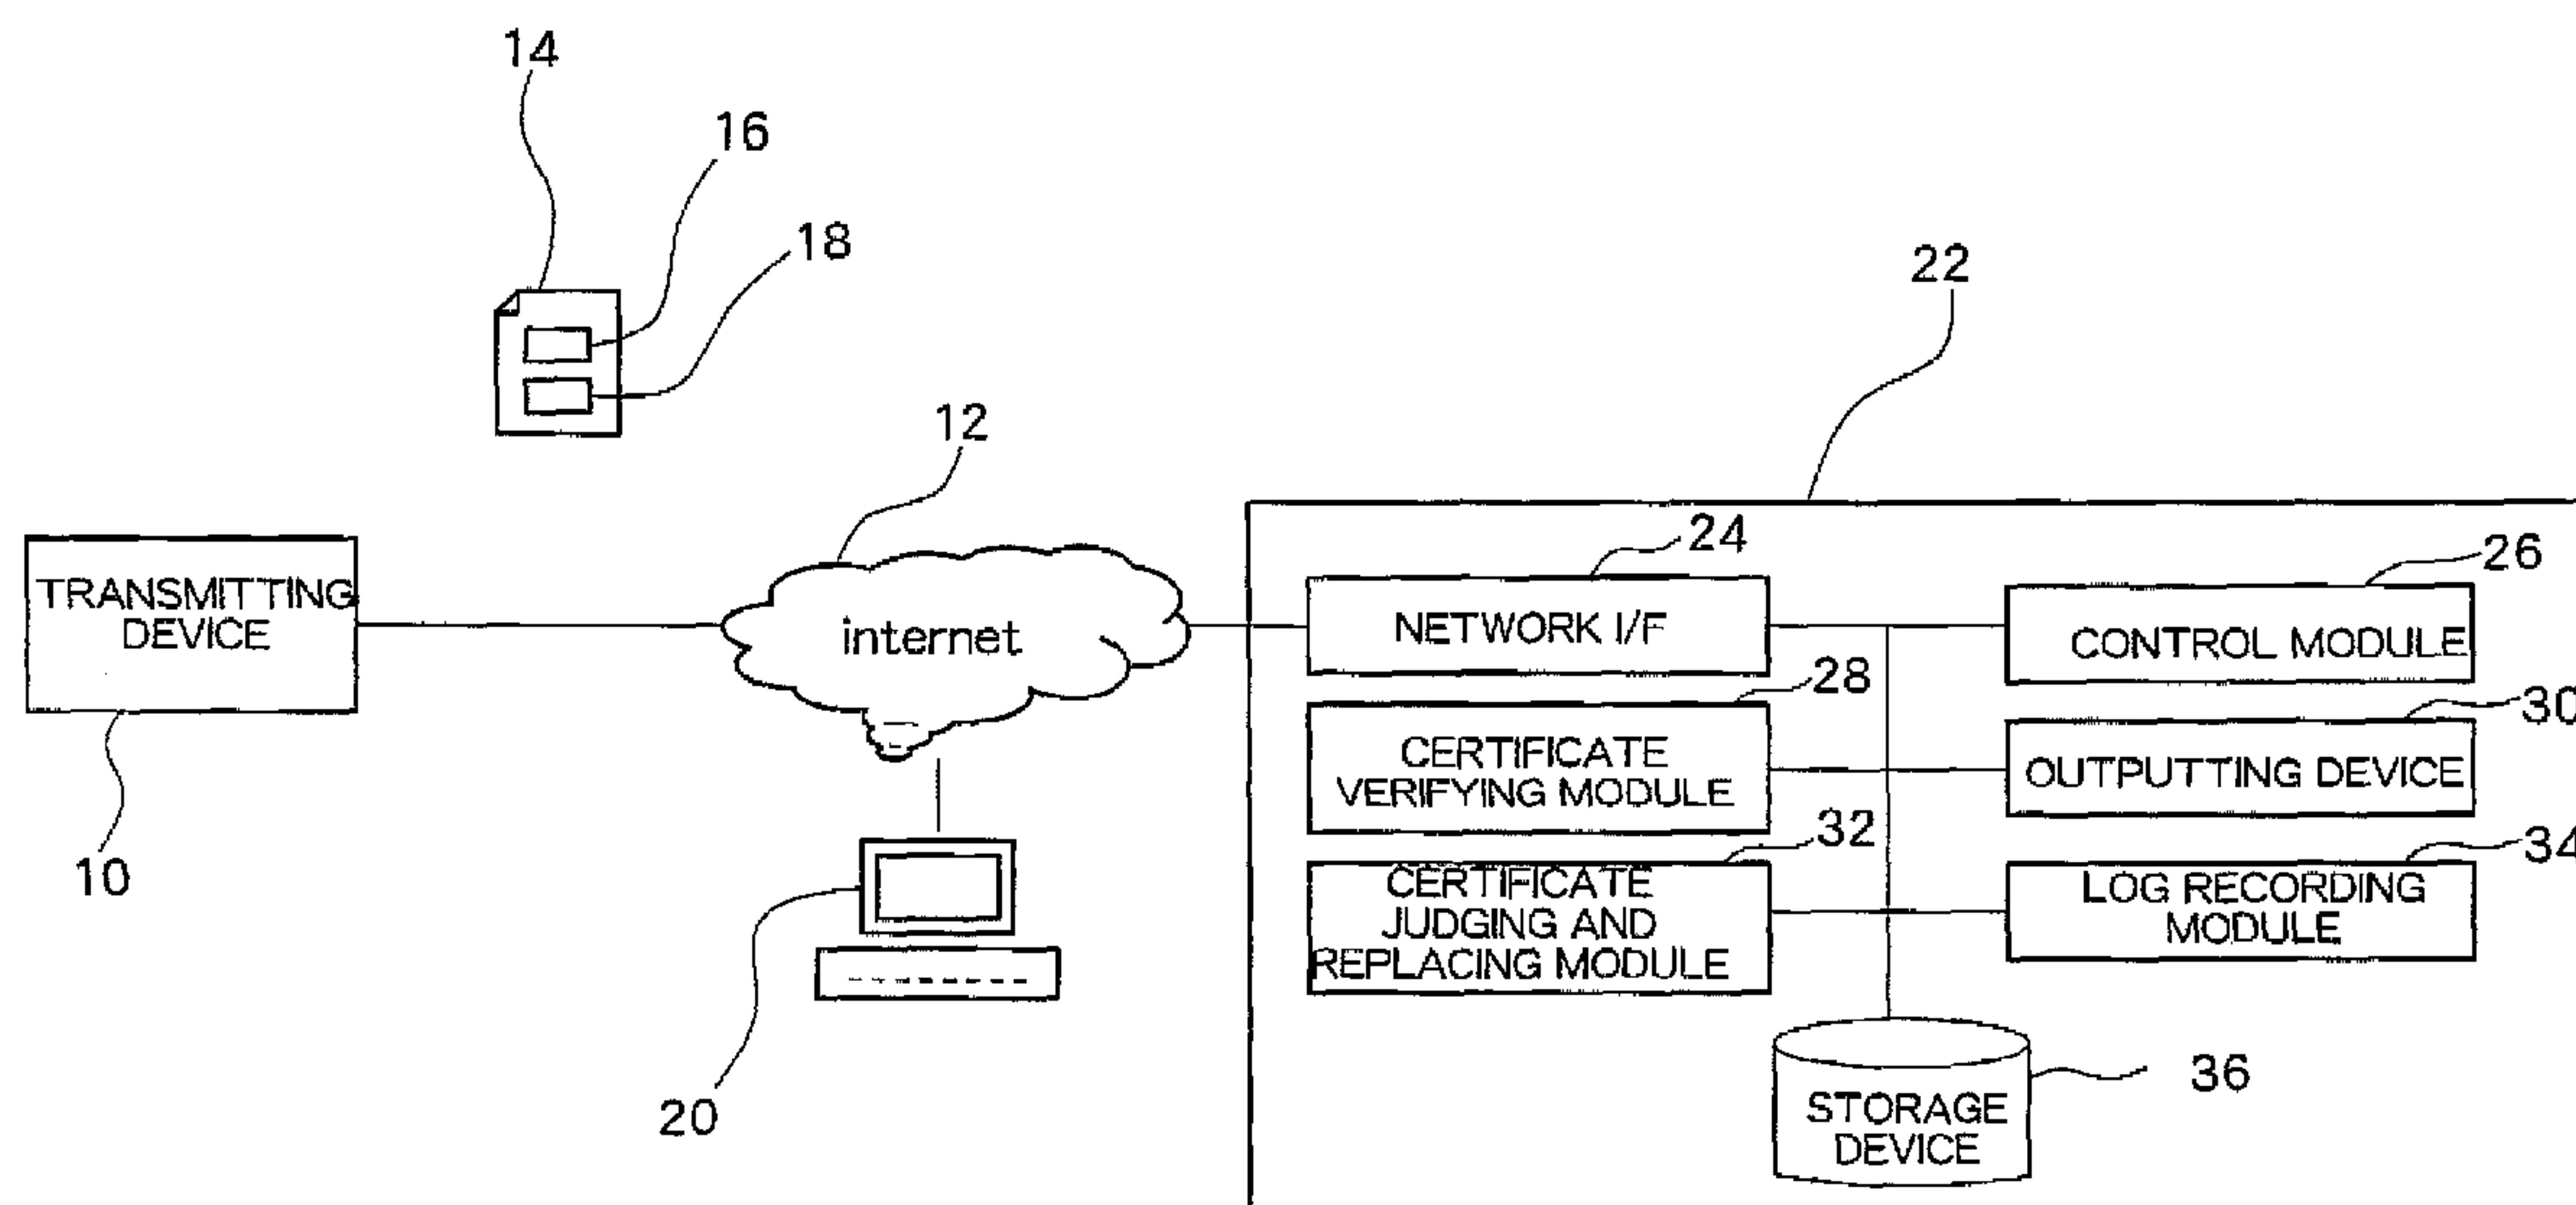 14
16
18
22
12
24
26
TRANSMITTING
DEVICE
internet
NETWORK I/F
CONTROL MODULE
28
30
CERTIFICATE
VERIFYING MODULE
OUTPUTTING DEVICE
10
32
34
CERTIFICATE
JUDGING AND
REPLACING MODULE
LOG RECORDING
MODULE
20
36
STORAGE
DEVICE